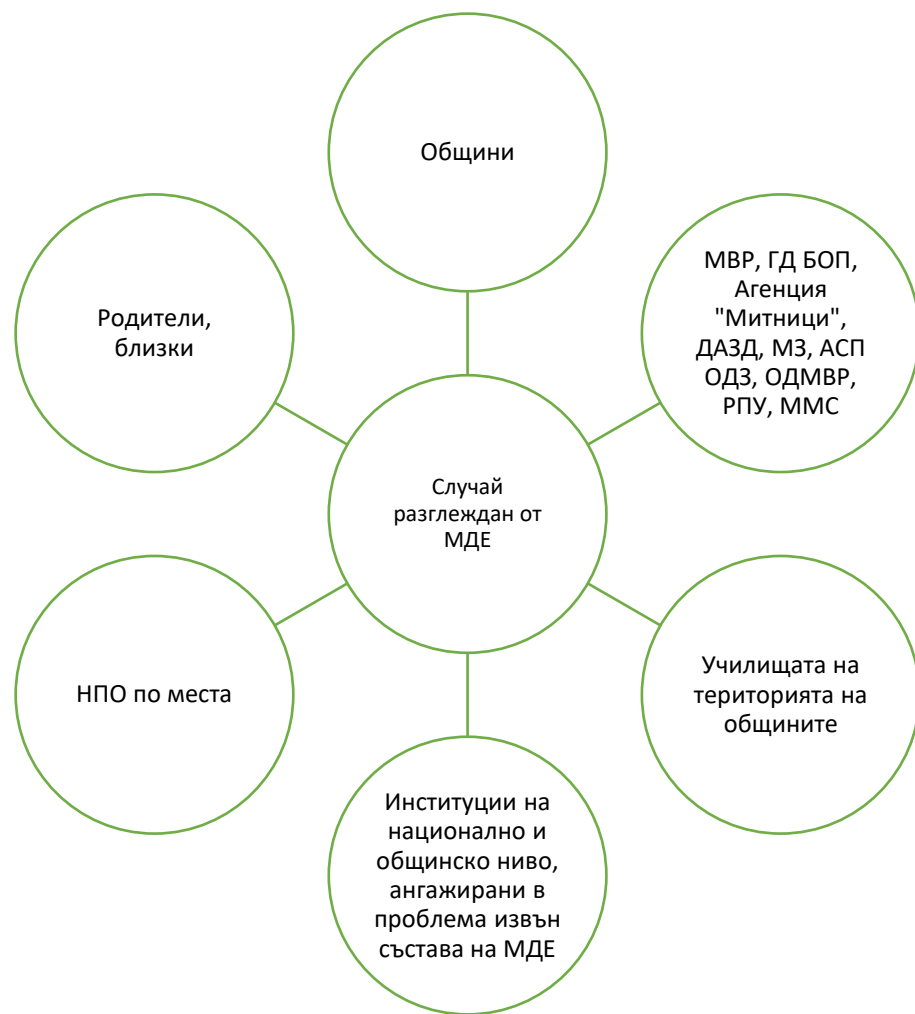 Общини
МВР, ГД БОП,
Агенция
"Митници",
ДАЗД, МЗ, АСП
ОДЗ, ОДМВР,
РПУ, ММС
Родители,
близки
Случай
разглеждан от
МДЕ
НПО по места
Училищата на
територията на
общините
Институции на
национално и
общинско ниво,
ангажирани в
проблема извън
състава на МДЕ